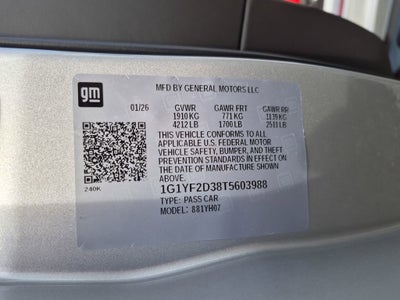 gm
MFD BY GENERAL MOTORS LLC
01/26 GVWR GAWR FRT GAWR RR
1910 KG 771 KG 1139 KG
4212 LB 1700 LB 2511 LB
THIS VEHICLE CONFORMS TO ALL
APPLICABLE U.S. FEDERAL MOTOR
VEHICLE SAFETY, BUMPER, AND THEFT
PREVENTION STANDARDS IN EFFECT ON
THE DATE OF MANUFACTURE SHOWN
ABOVE.
240K
1G1YF2D38T5603988
TYPE: PASS CAR
MODEL: 881YH07